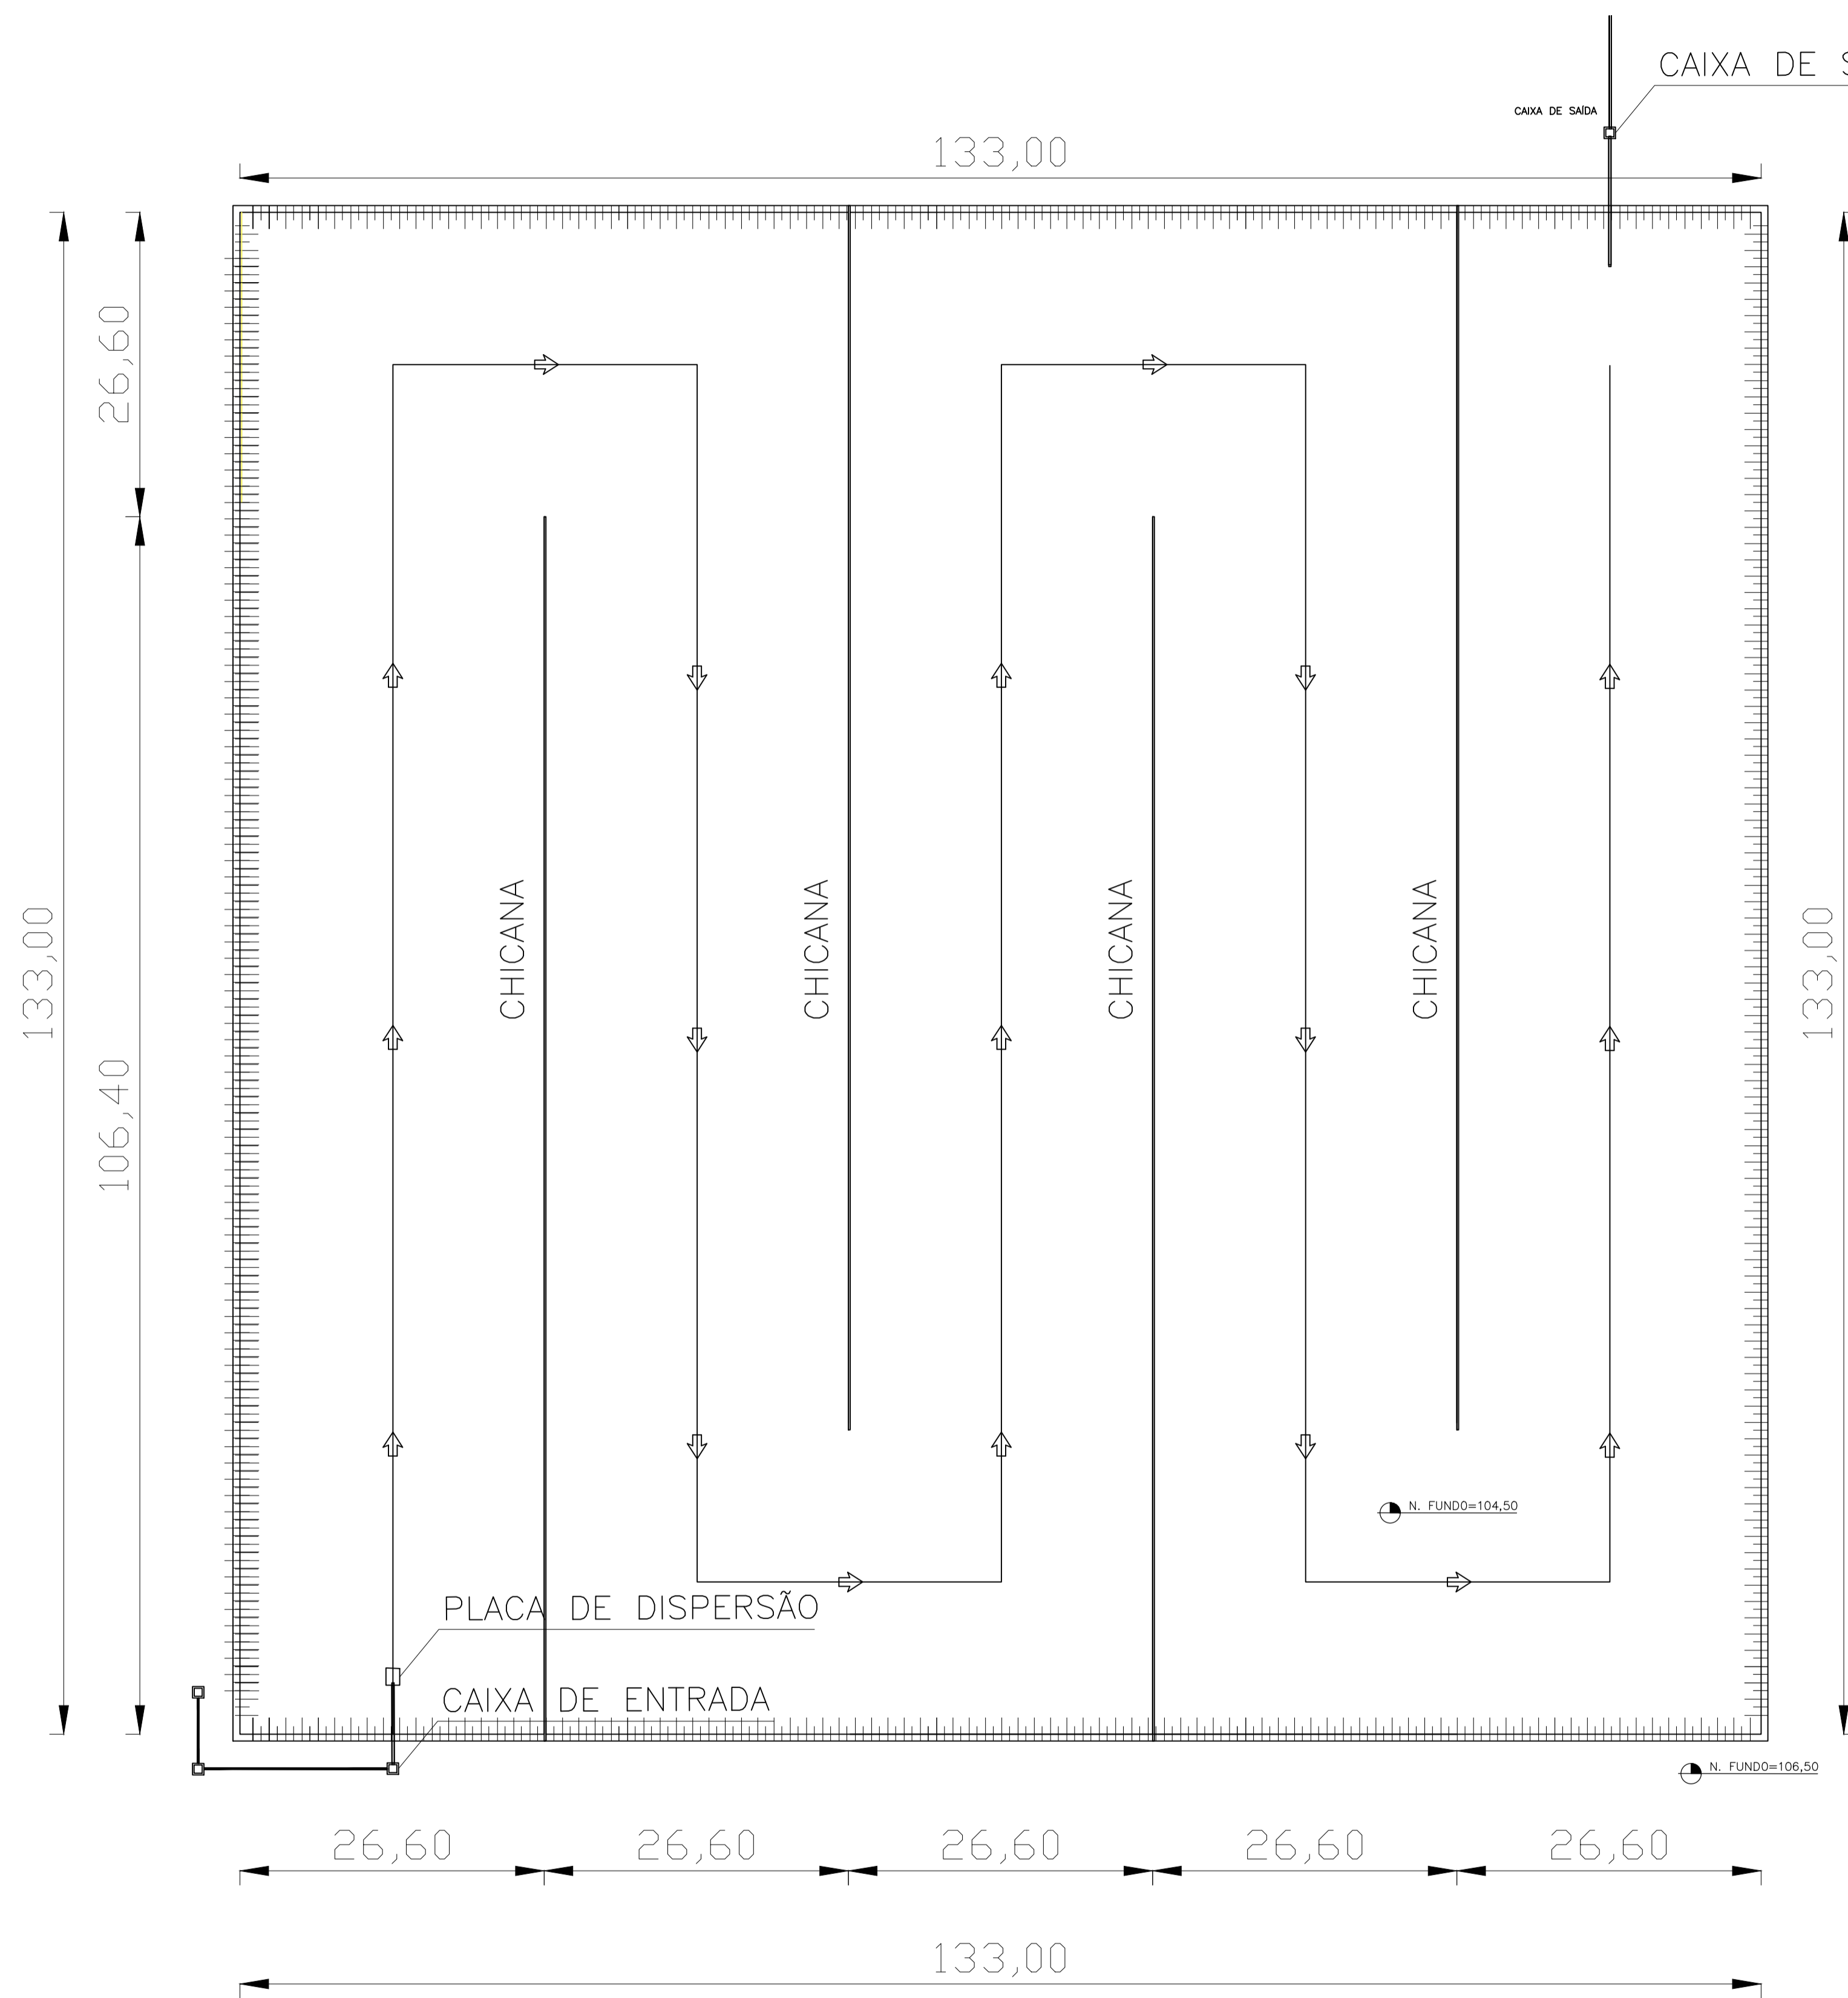 CAIXA DE
CAIXA DE SAÍDA
133,00
26,60
133,00
106,40
CHICANA
CHICANA
CHICANA
CHICANA
133,00
N. FUNDO=104,50
PLACA DE DISPERSÃO
CAIXA DE ENTRADA
N. FUNDO=106,50
26,60
26,60
26,60
26,60
26,60
133,00